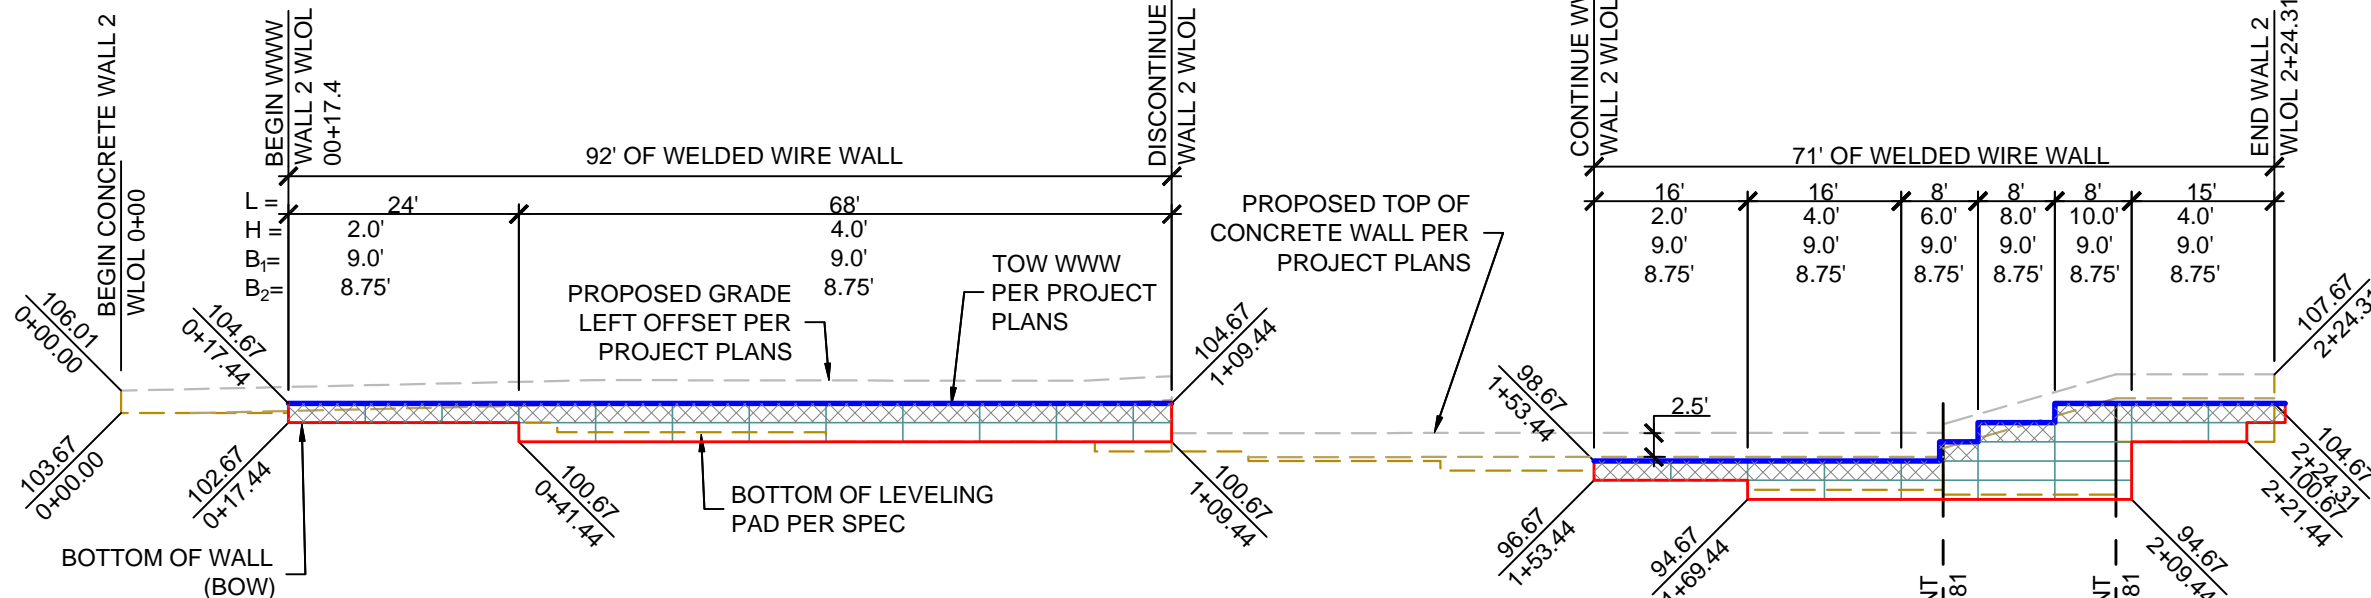 BEGIN CONCRETE WALL 2
WLOL 0+00
BEGIN WWW
WALL 2 WLOL
00+17.4
92' OF WELDED WIRE WALL
DISCONTINUE
WALL 2 WLOL
CONTINUE
WALL 2 WLOL
71' OF WELDED WIRE WALL
END WALL 2
WLOL 2+24.31
L =
24'
68'
H =
2.0'
4.0'
B₁=
9.0'
9.0'
B₂=
8.75'
8.75'
16'
16'
8'
8'
8'
15'
2.0'
4.0'
6.0'
8.0'
10.0'
4.0'
9.0'
9.0'
9.0'
9.0'
9.0'
9.0'
8.75'
8.75'
8.75'
8.75'
8.75'
8.75'
PROPOSED GRADE
LEFT OFFSET PER
PROJECT PLANS
TOW WWW
PER PROJECT
PLANS
PROPOSED TOP OF
CONCRETE WALL PER
PROJECT PLANS
106.01
0+00.00
104.67
0+17.44
104.67
1+09.44
98.67
1+53.44
2.5'
107.67
2+24.31
103.67
0+00.00
102.67
0+17.44
100.67
0+41.44
BOTTOM OF LEVELING
PAD PER SPEC
100.67
1+09.44
96.67
1+53.44
94.67
1+69.44
94.67
2+09.44
104.67
2+24.31
100.67
2+21.44
BOTTOM OF WALL
(BOW)
NT
81
NT
81